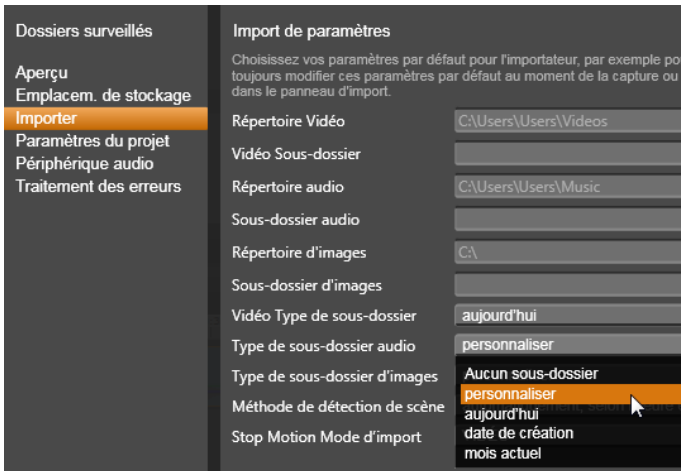 Dossiers surveillés
Aperçu
Emplacem. de stockage
Importer
Paramètres du projet
Périphérique audio
Traitement des erreurs
Import de paramètres
Choisissez vos paramètres par défaut pour l'importateur, par exemple po
toujours modifier ces paramètres par défaut au moment de la capture ou
dans le panneau d'import.
Répertoire Vidéo C:\Users\Users\Videos
Vidéo Sous-dossier
Répertoire audio C:\Users\Users\Music
Sous-dossier audio
Répertoire d'images C:\
Sous-dossier d'images
Vidéo Type de sous-dossier aujourd'hui
Type de sous-dossier audio personnaliser
Type de sous-dossier d'images
Méthode de détection de scène
Stop Motion Mode d'import
Aucun sous-dossier
personnaliser
aujourd'hui
date de création
mois actuel